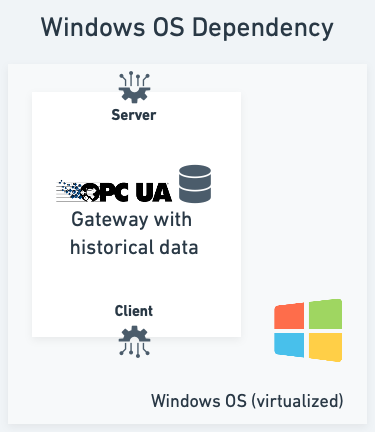 Windows OS Dependency
Server
OPC UA
Gateway with
historical data
Client
Windows OS (virtualized)